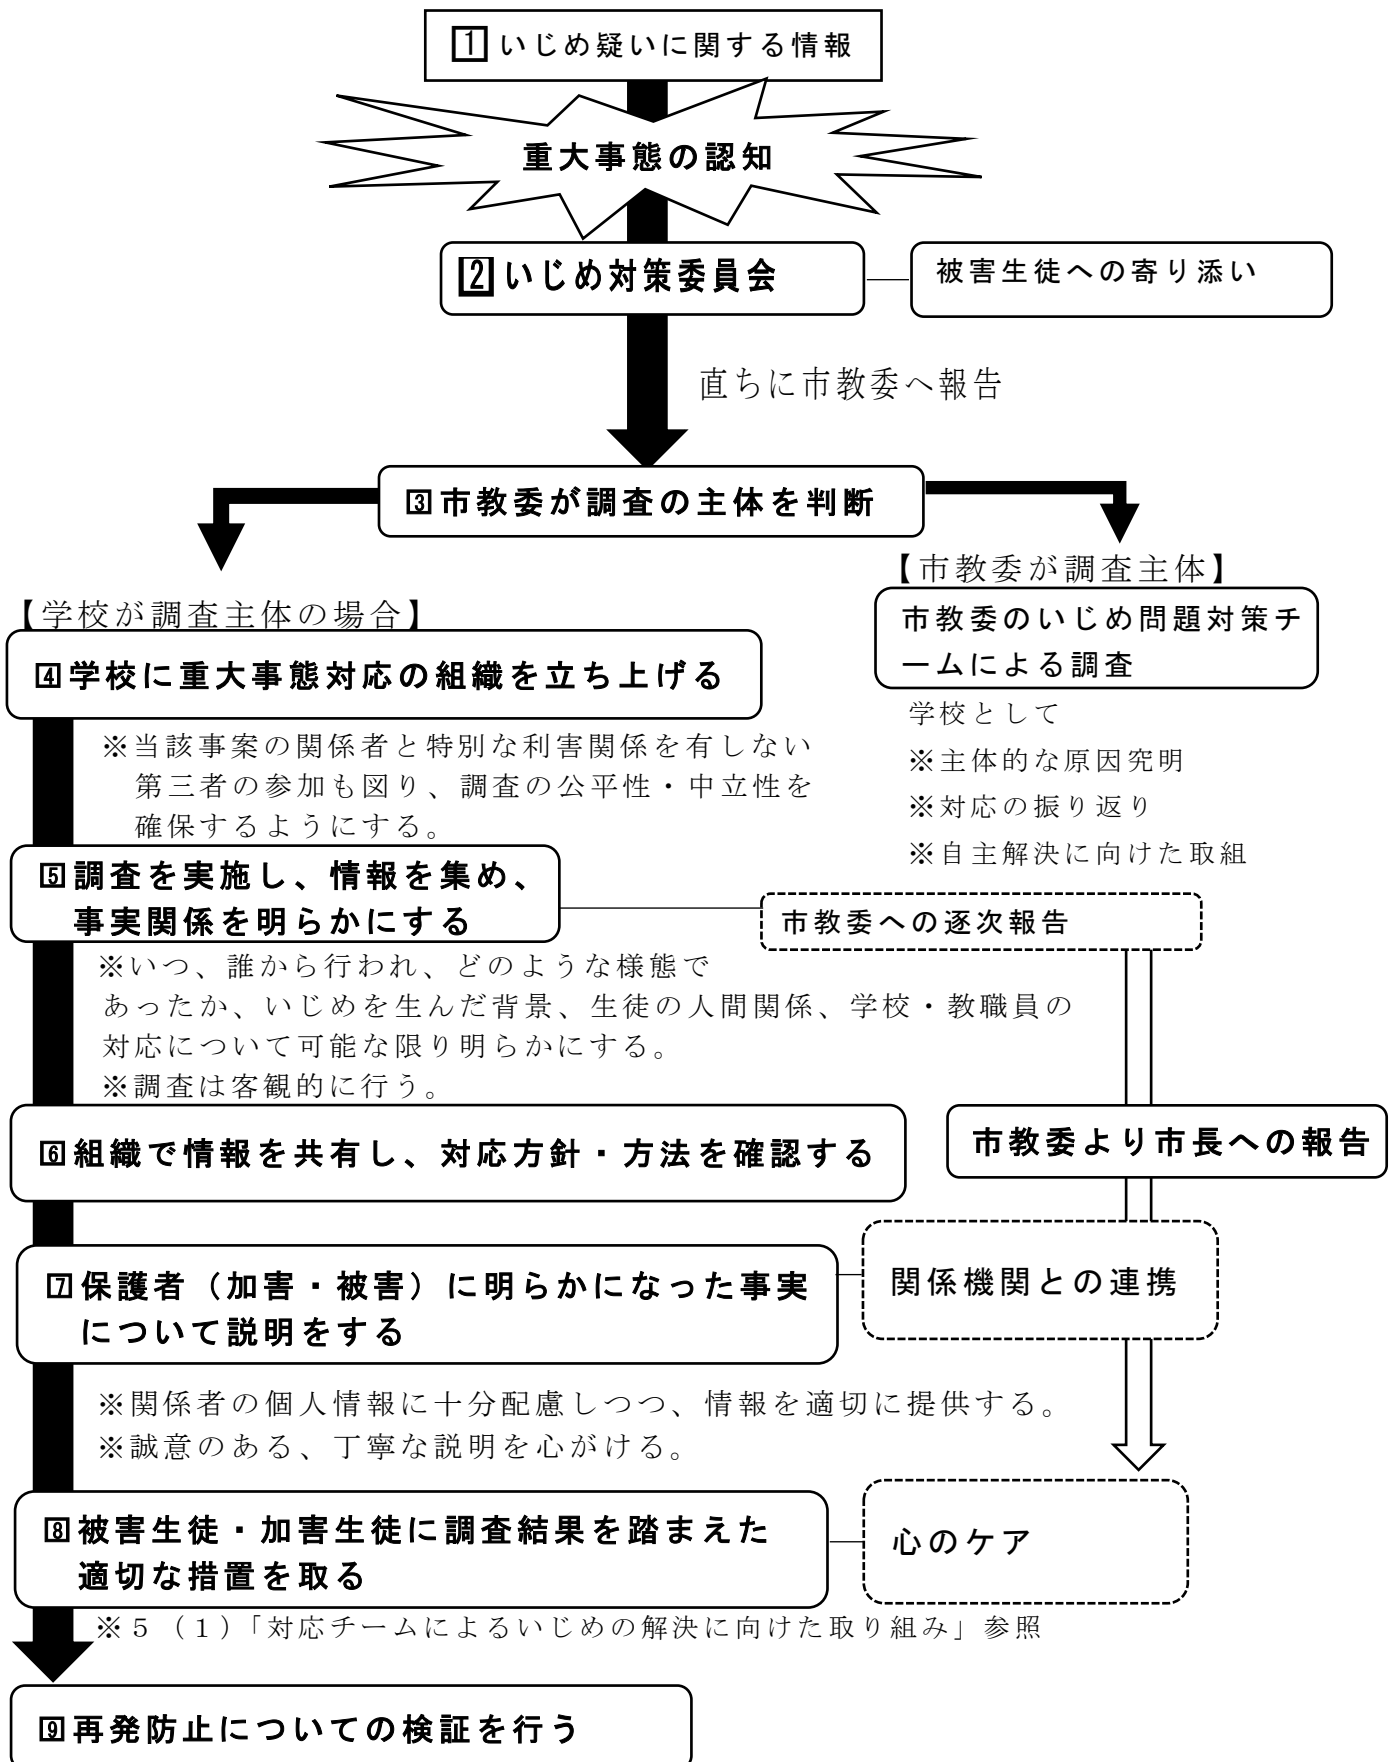 1 いじめ疑いに関する情報
重大事態の認知
2 いじめ対策委員会
被害生徒への寄り添い
直ちに市教委へ報告
3 市教委が調査の主体を判断
【市教委が調査主体】
市教委のいじめ問題対策チ
ームによる調査
学校として
※主体的な原因究明
※対応の振り返り
※自主解決に向けた取組
【学校が調査主体の場合】
4 学校に重大事態対応の組織を立ち上げる
※当該事案の関係者と特別な利害関係を有しない
第三者の参加も図り、調査の公平性・中立性を
確保するようにする。
5 調査を実施し、情報を集め、
事実関係を明らかにする
市教委への逐次報告
※いつ、誰から行われ、どのような様態で
あったか、いじめを生んだ背景、生徒の人間関係、学校・教職員の
対応について可能な限り明らかにする。
※調査は客観的に行う。
6 組織で情報を共有し、対応方針・方法を確認する
市教委より市長への報告
7 保護者（加害・被害）に明らかになった事実
について説明をする
関係機関との連携
※関係者の個人情報に十分配慮しつつ、情報を適切に提供する。
※誠意のある、丁寧な説明を心がける。
8 被害生徒・加害生徒に調査結果を踏まえた
適切な措置を取る
心のケア
※５（１）「対応チームによるいじめの解決に向けた取り組み」参照
9 再発防止についての検証を行う